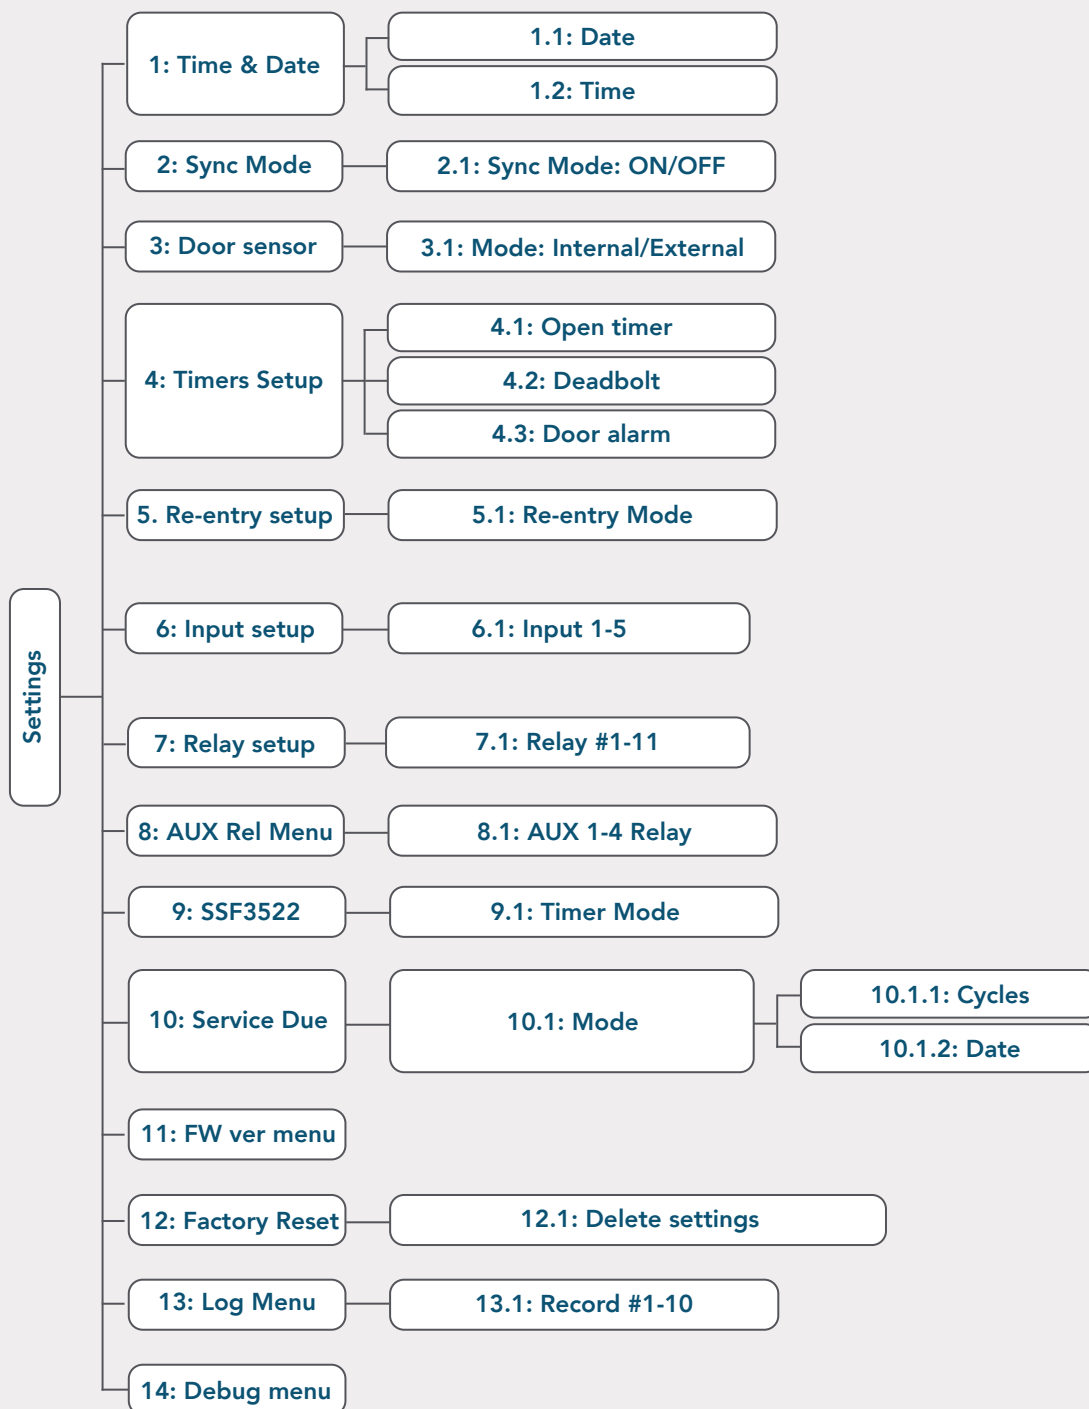 Settings
1: Time & Date
1.1: Date
1.2: Time
2: Sync Mode
2.1: Sync Mode: ON/OFF
3: Door sensor
3.1: Mode: Internal/External
4: Timers Setup
4.1: Open timer
4.2: Deadbolt
4.3: Door alarm
5. Re-entry setup
5.1: Re-entry Mode
6: Input setup
6.1: Input 1-5
7: Relay setup
7.1: Relay #1-11
8: AUX Rel Menu
8.1: AUX 1-4 Relay
9: SSF3522
9.1: Timer Mode
10: Service Due
10.1: Mode
10.1.1: Cycles
10.1.2: Date
11: FW ver menu
12: Factory Reset
12.1: Delete settings
13: Log Menu
13.1: Record #1-10
14: Debug menu